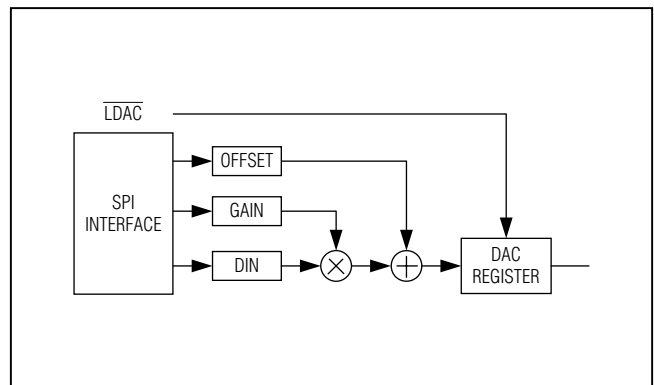 LDAC
OFFSET
SPI
INTERFACE
GAIN
DIN
DAC
REGISTER